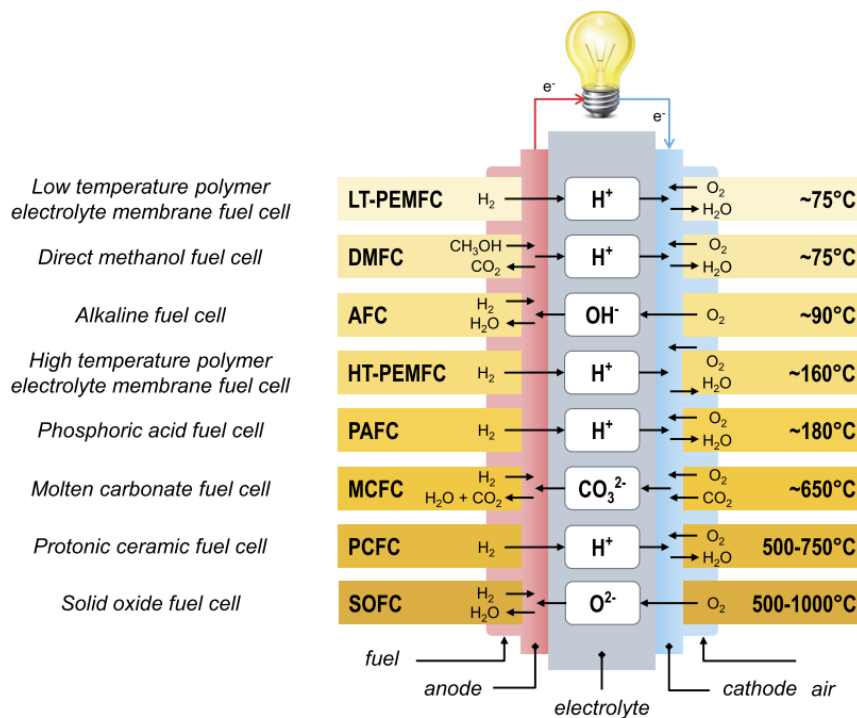 e⁻
e⁻
Low temperature polymer
electrolyte membrane fuel cell
LT-PEMFC H₂ H⁺ O₂ H₂O ~75°C
Direct methanol fuel cell
DMFC CH₃OH CO₂ H⁺ O₂ H₂O ~75°C
Alkaline fuel cell
AFC H₂ H₂O OH⁻ O₂ ~90°C
High temperature polymer
electrolyte membrane fuel cell
HT-PEMFC H₂ H⁺ O₂ H₂O ~160°C
Phosphoric acid fuel cell
PAFC H₂ H⁺ O₂ H₂O ~180°C
Molten carbonate fuel cell
MCFC H₂ H₂O + CO₂ CO₃²⁻ O₂ CO₂ ~650°C
Protonic ceramic fuel cell
PCFC H₂ H⁺ O₂ H₂O 500-750°C
Solid oxide fuel cell
SOFC H₂ H₂O O²⁻ O₂ 500-1000°C
fuel
anode
electrolyte
cathode air